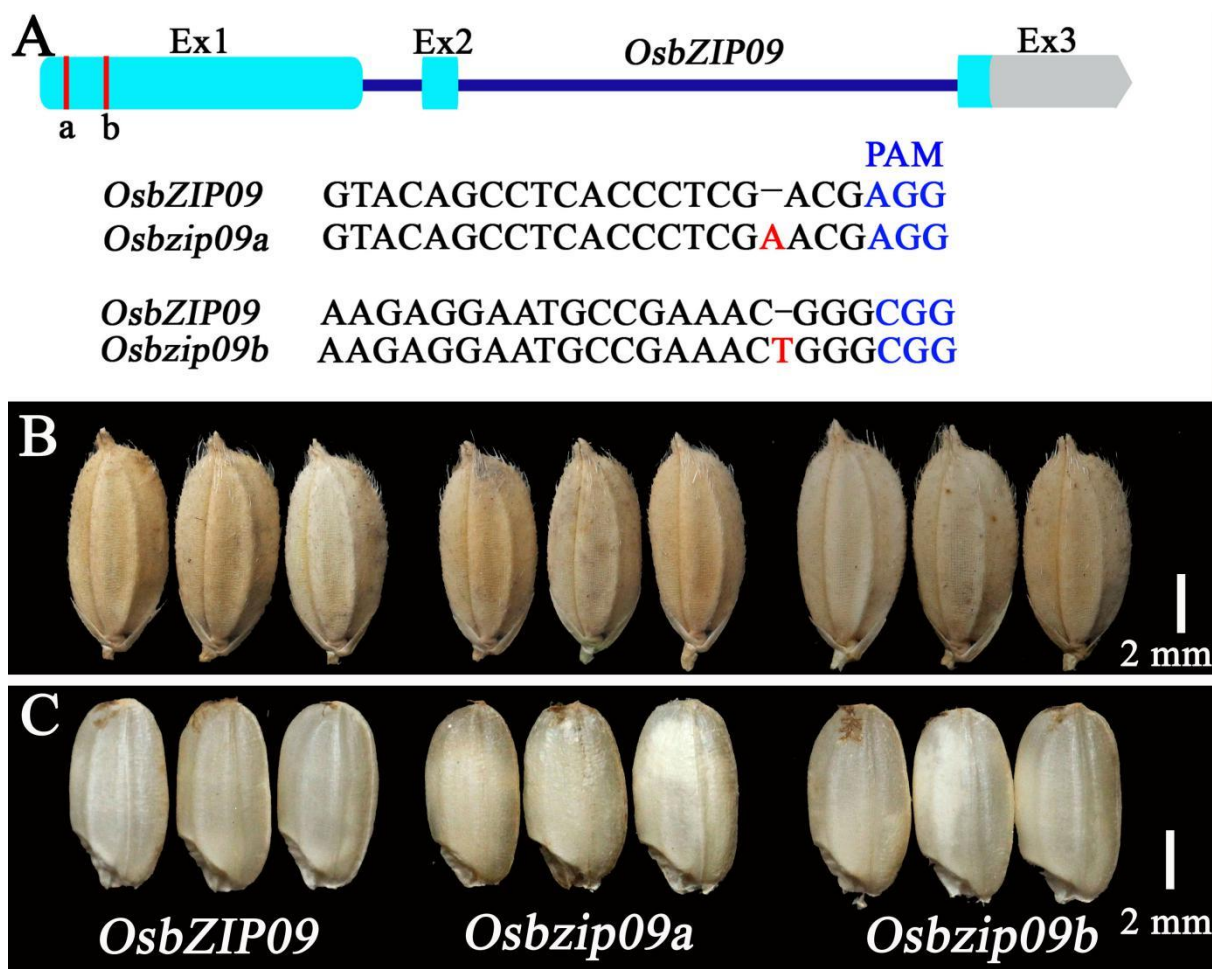 A
Ex1 Ex2 OsbZIP09 Ex3
a b
PAM
OsbZIP09 GTACAGCCTCACCCTCG–ACGAGG
Osbzip09a GTACAGCCTCACCCTCGAACGAGG
OsbZIP09 AAGAGGAATGCCGAAAC–GGGCGG
Osbzip09b AAGAGGAATGCCGAAACTGGGCGG
B
2 mm
C
2 mm
OsbZIP09 Osbzip09a Osbzip09b